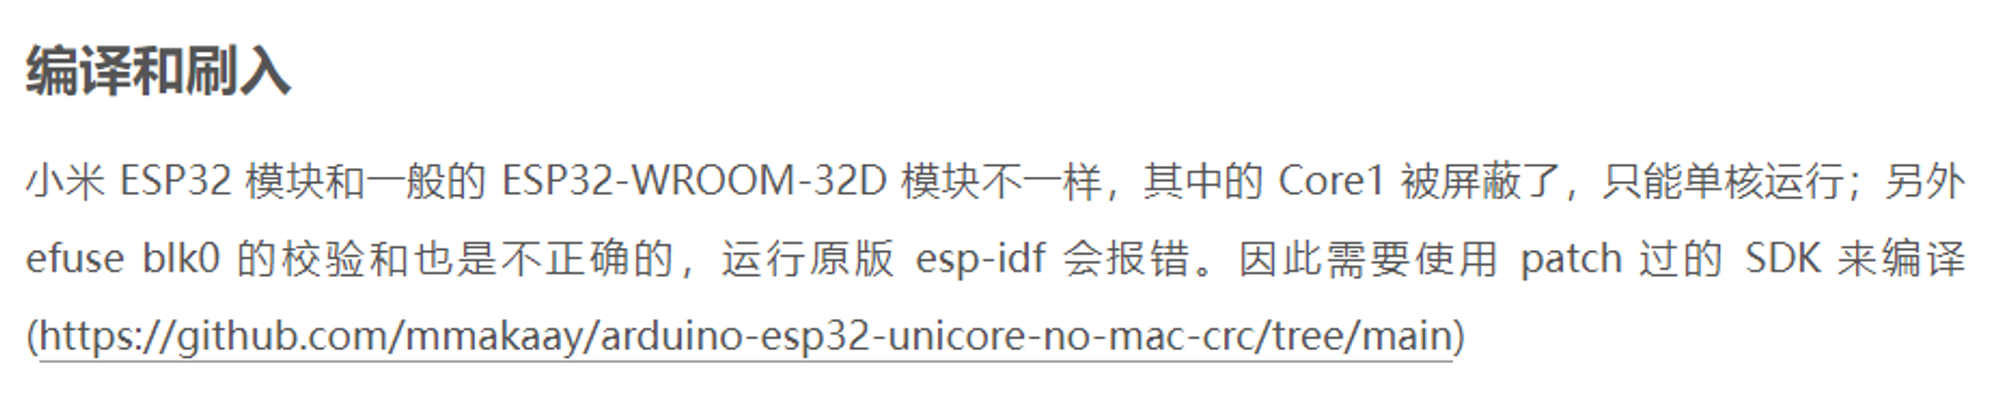 编译和刷入
小米 ESP32 模块和一般的 ESP32-WROOM-32D 模块不一样，其中的 Core1 被屏蔽了，只能单核运行；另外
efuse blk0 的校验和也是不正确的，运行原版 esp-idf 会报错。因此需要使用 patch 过的 SDK 来编译
(https://github.com/mmakaay/arduino-esp32-unicore-no-mac-crc/tree/main)